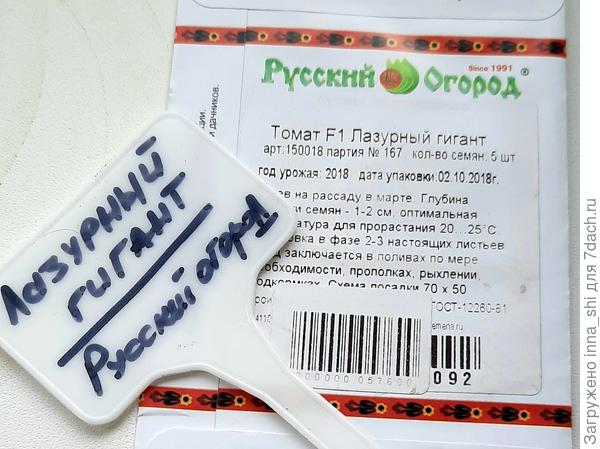 Since 1991
Русский Огород®
Томат F1 Лазурный гигант
арт:150018 партия № 167 кол-во семян: 5 шт
год урожая: 2018 дата упаковки:02.10.2018г.
на рассаду в марте. Глубина
семян - 1-2 см, оптимальная
для прорастания 20...25°С
в фазе 2-3 настоящих листьев
заключается в поливах по мере
прополках, рыхлении,
Схема посадки 70 x 50
ГОСТ-12260-81
092
дачников.
Лазурный
гигант
Русский огород
Загружено inna_shi для 7dach.ru